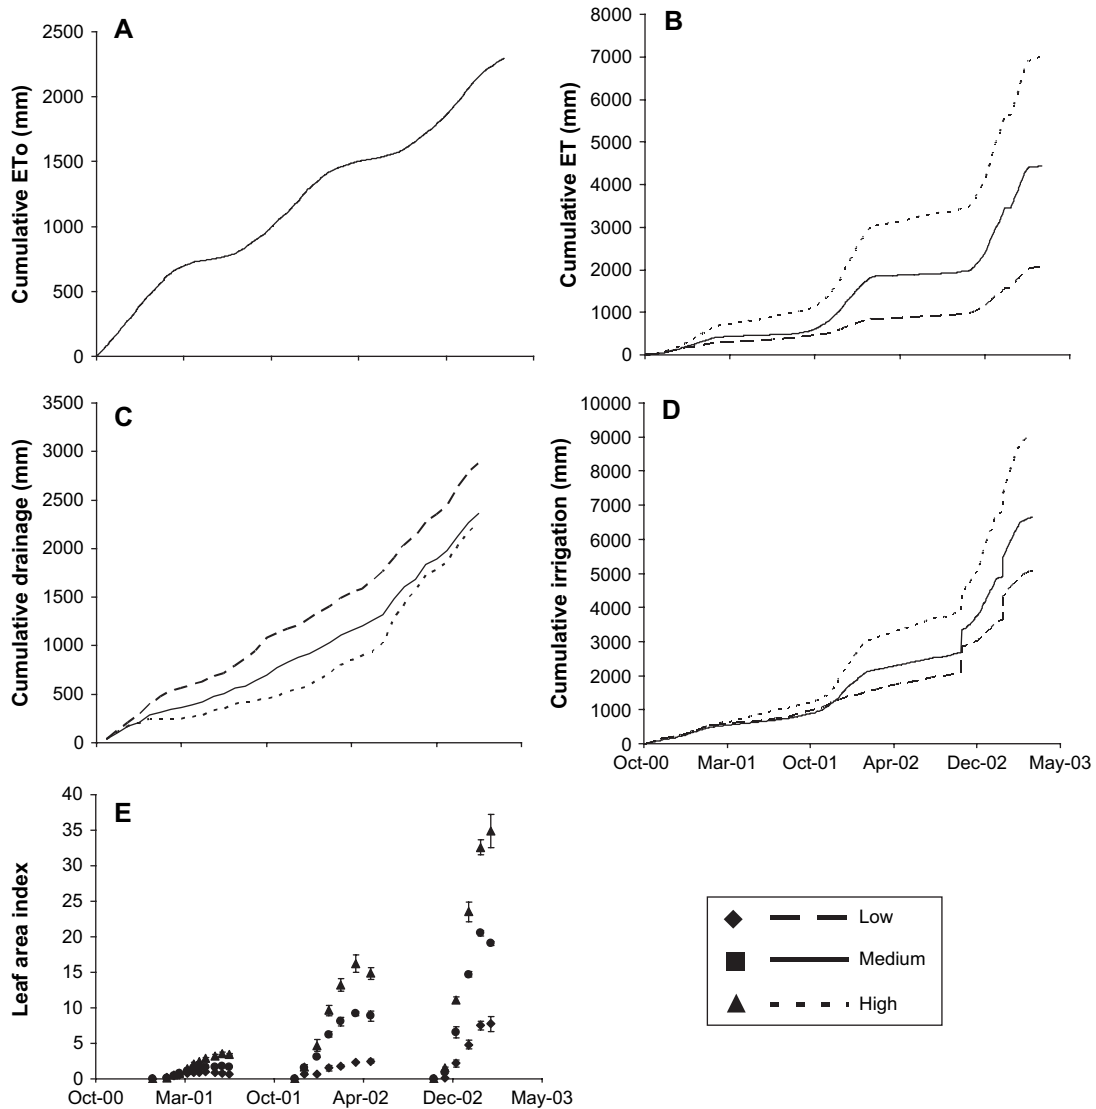 A
Cumulative ETo (mm)
2500
2000
1500
1000
500
0
B
Cumulative ET (mm)
8000
7000
6000
5000
4000
3000
2000
1000
0
C
Cumulative drainage (mm)
3500
3000
2500
2000
1500
1000
500
0
D
Cumulative irrigation (mm)
10000
9000
8000
7000
6000
5000
4000
3000
2000
1000
0
Oct-00 Mar-01 Oct-01 Apr-02 Dec-02 May-03
E
Leaf area index
40
35
30
25
20
15
10
5
0
Oct-00 Mar-01 Oct-01 Apr-02 Dec-02 May-03
Low
Medium
High